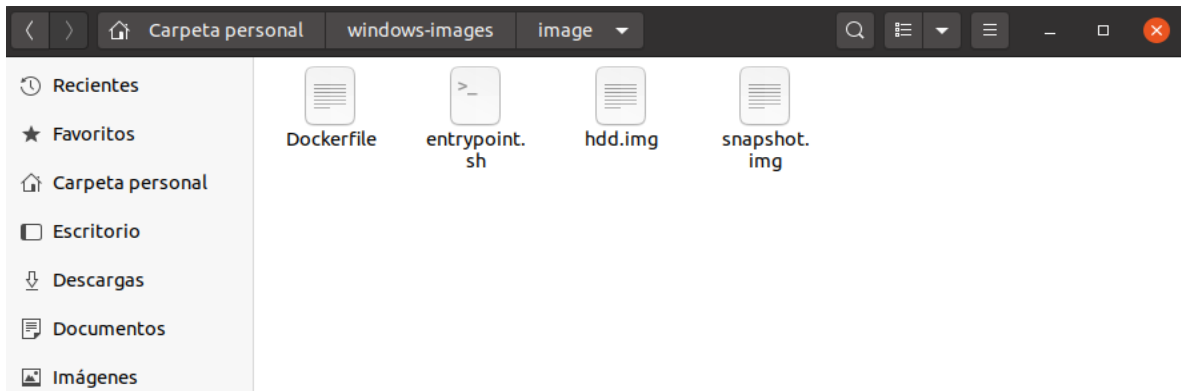 Carpeta personal windows-images image
Recientes
Favoritos
Carpeta personal
Escritorio
Descargas
Documentos
Imágenes
>_
Dockerfile entrypoint. hdd.img snapshot.
sh img